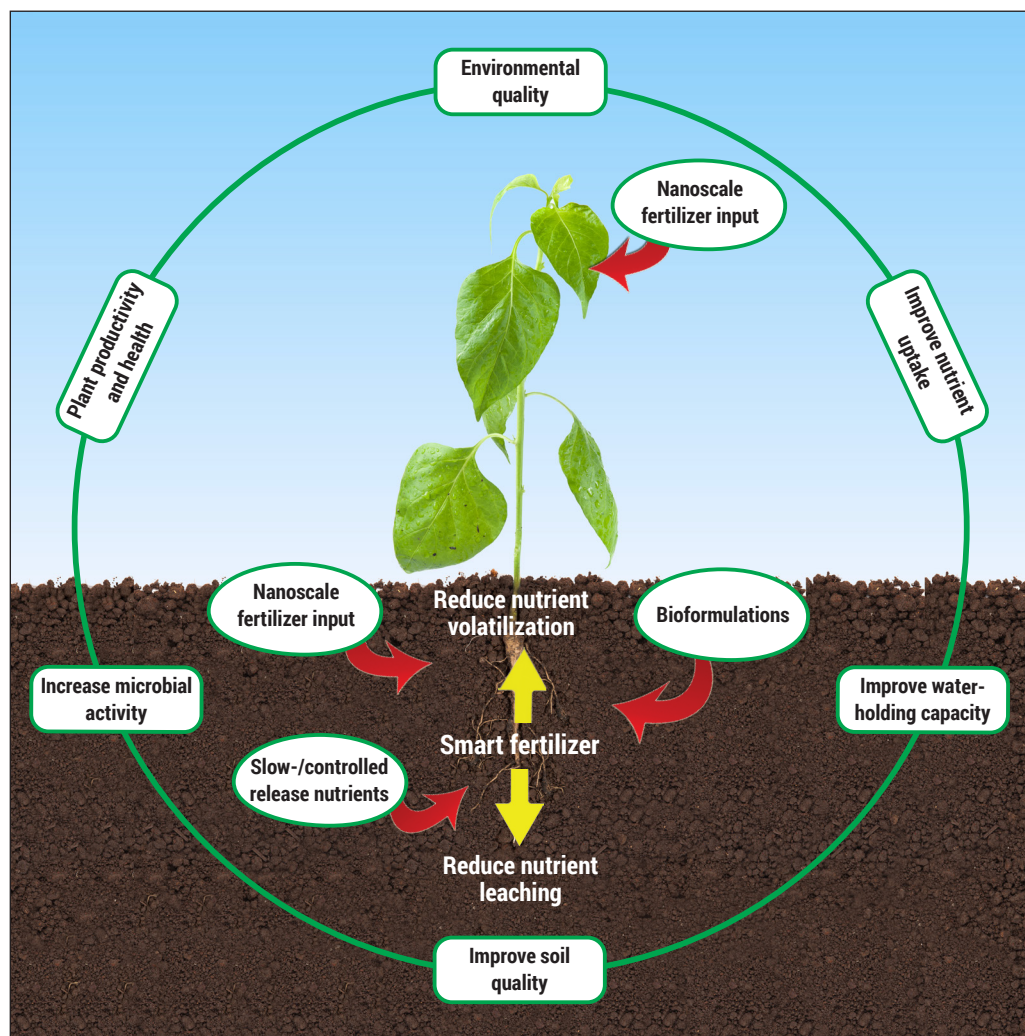 Environmental
quality
Nanoscale
fertilizer input
Plant productivity
and health
Improve nutrient
uptake
Nanoscale
fertilizer input
Reduce nutrient
volatilization
Bioformulations
Increase microbial
activity
Improve water-
holding capacity
Smart fertilizer
Slow-/controlled
release nutrients
Reduce nutrient
leaching
Improve soil
quality